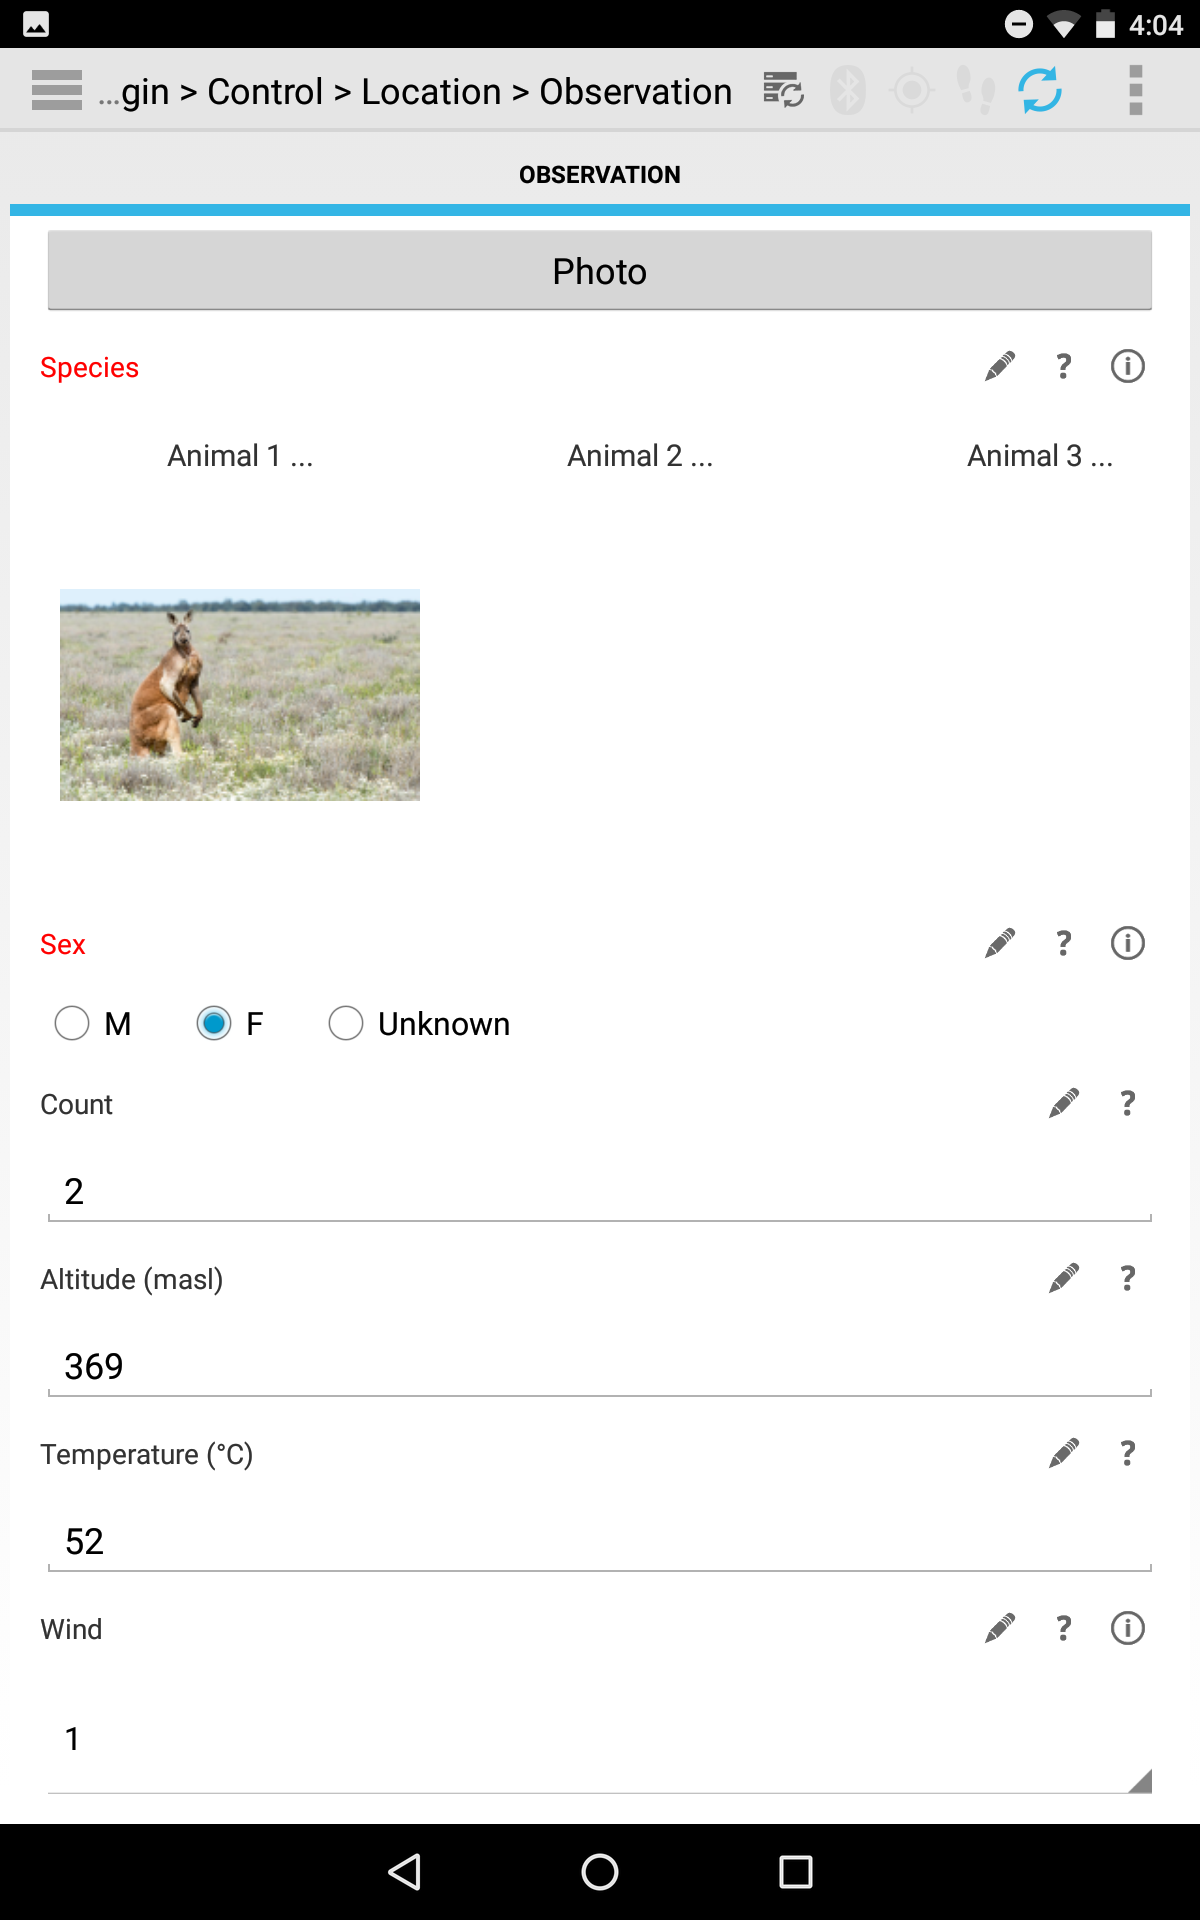 4:04
...gin > Control > Location > Observation
OBSERVATION
Photo
Species
?
Animal 1 ...
Animal 2 ...
Animal 3 ...
Sex
?
M
F
Unknown
Count
?
2
Altitude (masl)
?
369
Temperature (°C)
?
52
Wind
?
1